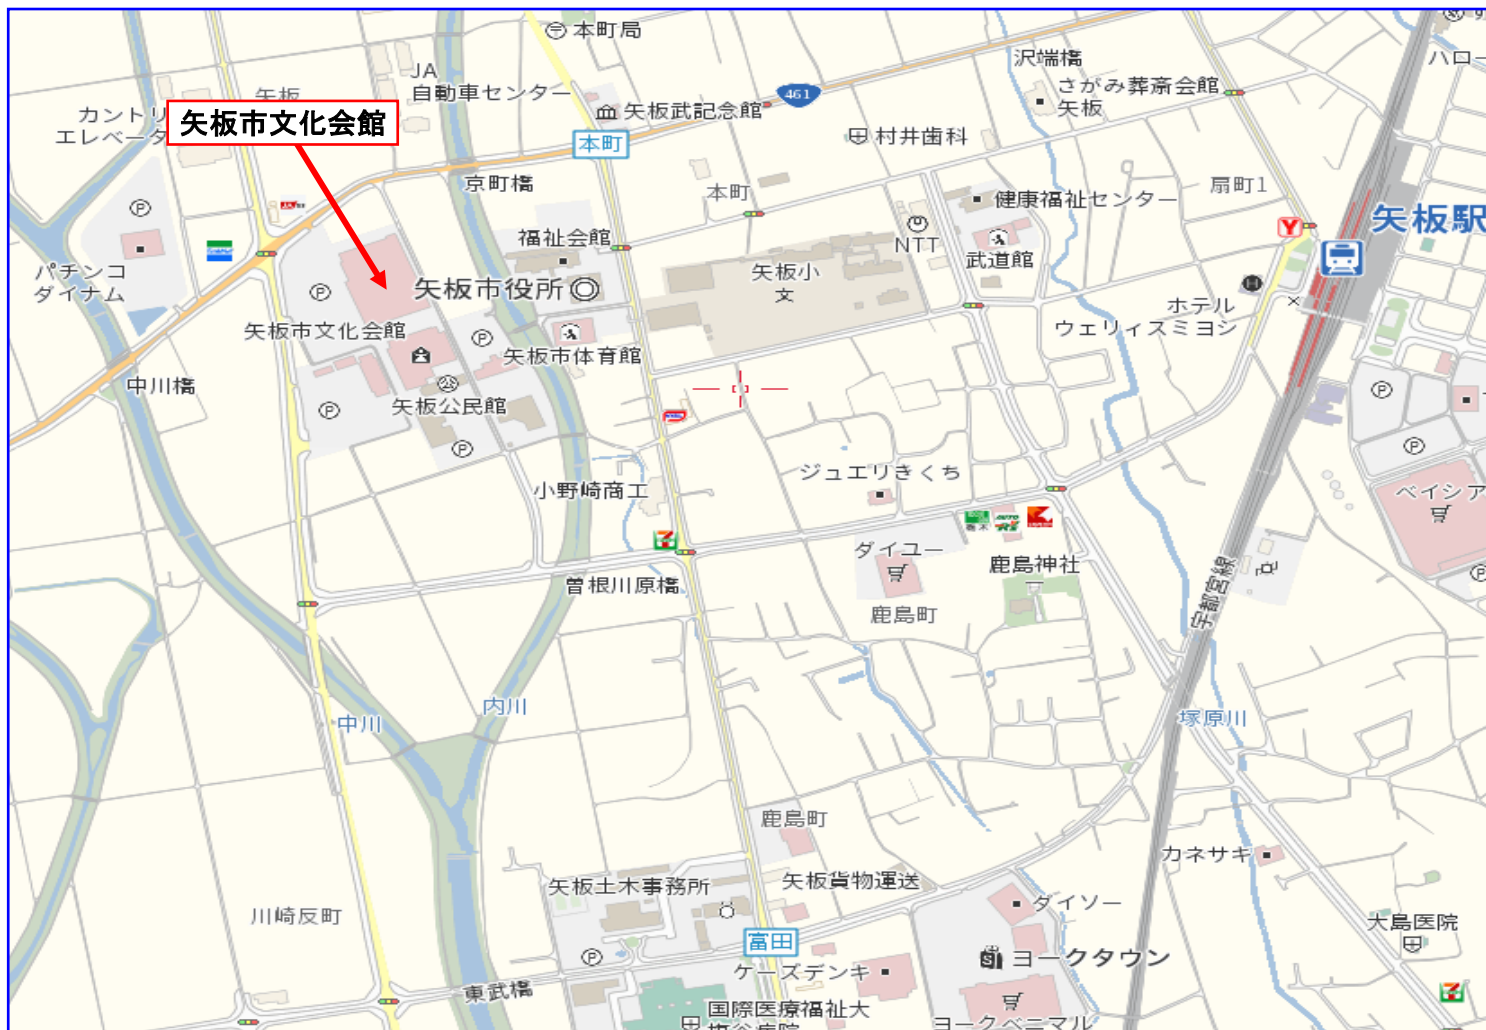 本町局
沢端橋
ハロー
JA
自動車センター
さがみ葬斎会館
矢板
461
矢板
カントリ
エレベータ
矢板市文化会館
矢板武記念館
本町
村井歯科
京町橋
本町
健康福祉センター
扇町1
矢板駅
福祉会館
NTT
武道館
パチンコ
ダイナム
矢板市役所
矢板小
文
ホテル
ウェリィスミヨシ
矢板市文化会館
矢板市体育館
中川橋
矢板公民館
ジュエリきくち
小野崎商工
ベイシア
ダイユー
鹿島神社
曽根川原橋
鹿島町
宇都宮線
中川
内川
塚原川
鹿島町
カネサキ
矢板土木事務所
矢板貨物運送
川崎反町
ダイソー
大島医院
富田
ヨークタウン
ケーズデンキ
東武橋
国際医療福祉大
塩谷病院
ヨークベニマル